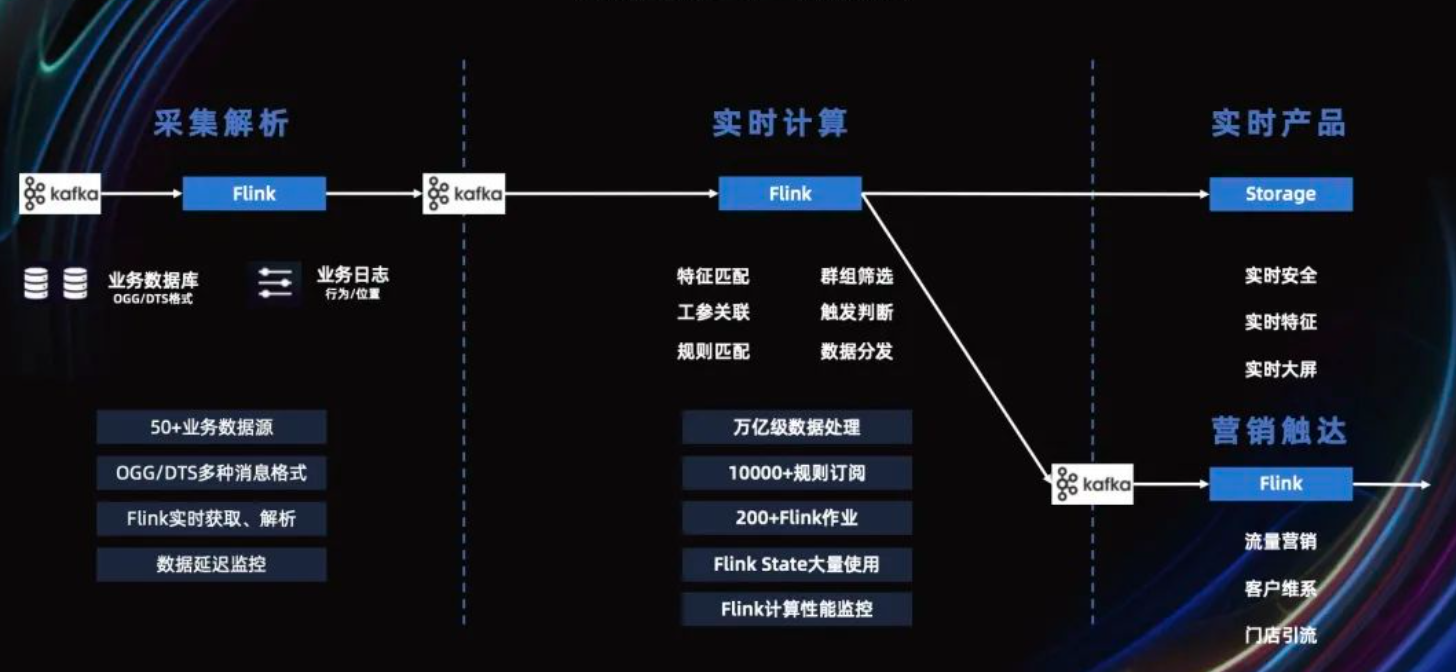 采集解析
kafka
Flink
kafka
业务数据库
OGG/DTS格式
业务日志
行为/位置
50+业务数据源
OGG/DTS多种消息格式
Flink实时获取、解析
数据延迟监控
实时计算
Flink
特征匹配
群组筛选
工参关联
触发判断
规则匹配
数据分发
万亿级数据处理
10000+规则订阅
200+Flink作业
Flink State大量使用
Flink计算性能监控
实时产品
Storage
实时安全
实时特征
实时大屏
营销触达
kafka
Flink
流量营销
客户维系
门店引流